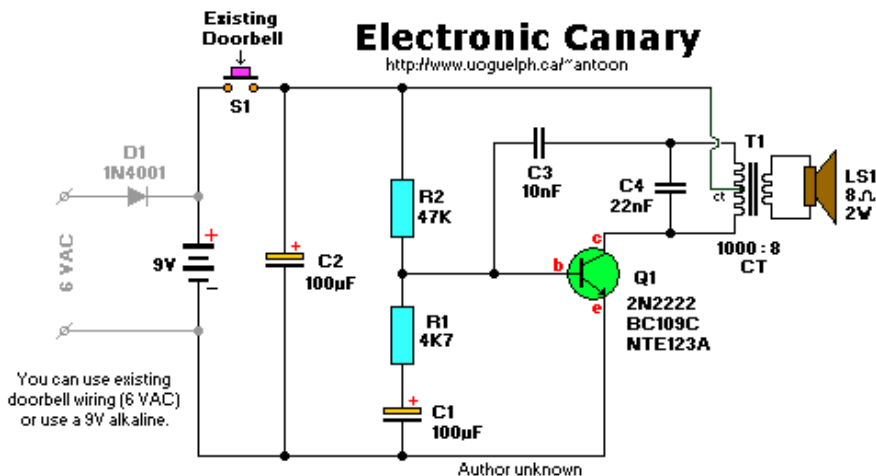 Existing
Doorbell
Electronic Canary
http://www.uoguelph.ca/~antoon
S1
D1
1N4001
6 VAC
+
9V
−
+
C2
100µF
R2
47K
R1
4K7
+
C1
100µF
C3
10nF
C4
22nF
b
c
e
Q1
2N2222
BC109C
NTE123A
T1
ct
1000 : 8
CT
LS1
8Ω
2W
You can use existing
doorbell wiring (6 VAC)
or use a 9V alkaline.
Author unknown